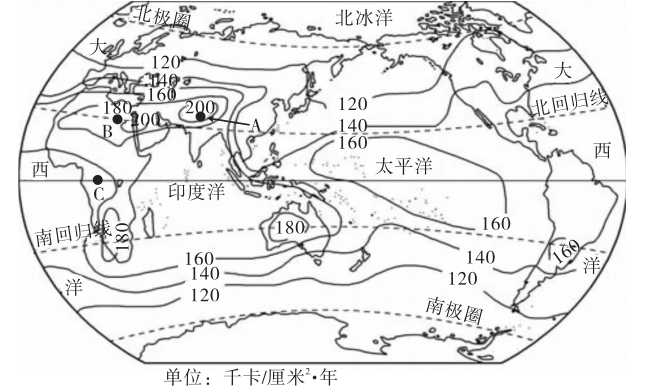 北极圈
北冰洋
大
120
140
160
大
180
200
200
120
北回归线
B
A
140
160
西
西
太平洋
C
印度洋
南回归线
180
180
160
160
140
160
洋
140
120
洋
120
南极圈
单位：千卡/厘米²·年